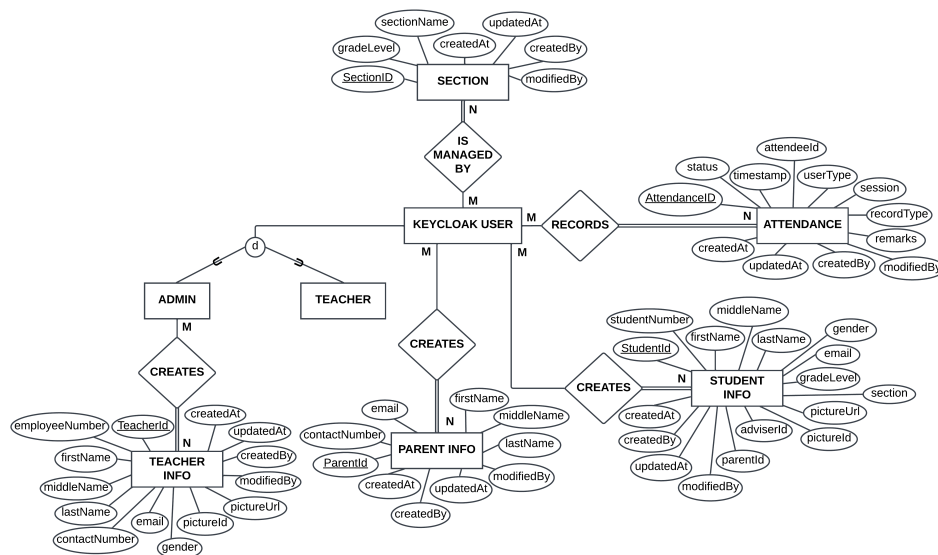 sectionName
updatedAt
gradeLevel
createdAt
createdBy
SectionID
SECTION
modifiedBy
N
IS
MANAGED
BY
M
KEYCLOAK USER
M
RECORDS
N
ATTENDANCE
attendeeId
status
timestamp
userType
session
AttendanceID
recordType
remarks
createdAt
updatedAt
createdBy
modifiedBy
d
M
M
ADMIN
TEACHER
M
CREATES
N
employeeNumber
TeacherId
createdAt
updatedAt
firstName
TEACHER
INFO
createdBy
middleName
modifiedBy
lastName
pictureUrl
contactNumber
email
pictureId
gender
CREATES
N
email
firstName
contactNumber
middleName
ParentId
PARENT INFO
lastName
createdAt
updatedAt
modifiedBy
createdBy
CREATES
N
studentNumber
middleName
firstName
lastName
gender
StudentId
email
STUDENT
INFO
gradeLevel
section
createdAt
pictureUrl
createdBy
adviserId
pictureId
updatedAt
parentId
modifiedBy